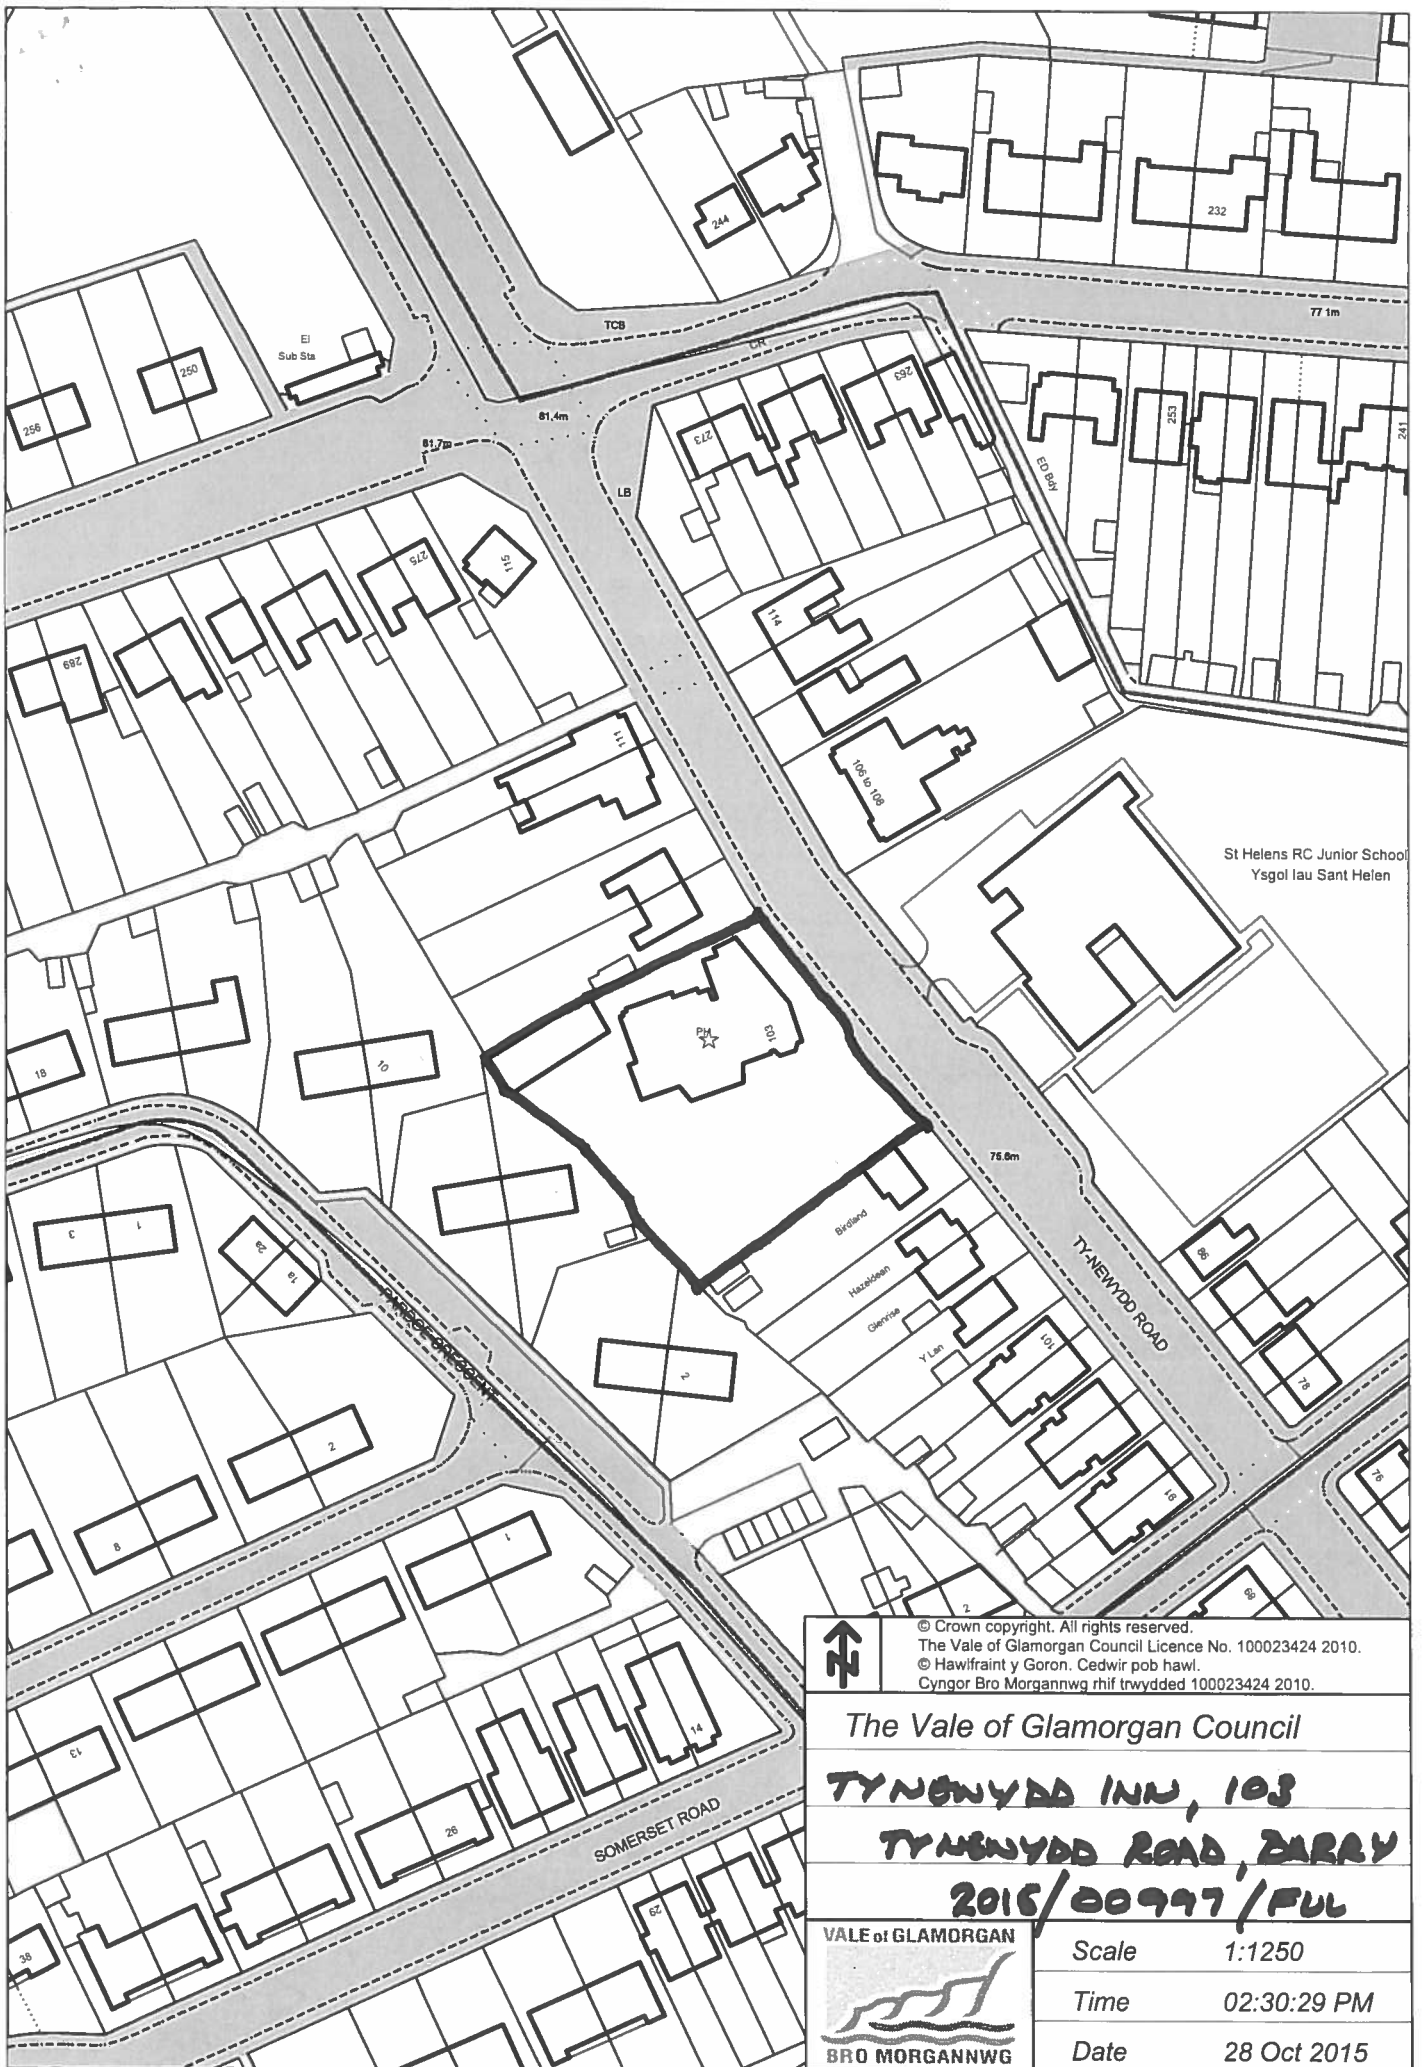 244
232
TCB
77.1m
El
Sub Sta
250
256
CR
81.4m
81.7m
263
273
253
241
ED Bdy
LB
275
115
289
114
111
106 to 108
St Helens RC Junior School
Ysgol Iau Sant Helen
PH
103
18
10
75.6m
3
1
2a
1a
Birdland
Hazeldean
Glenrise
Y Lan
101
TY-NEWYDD ROAD
86
78
PARDOE CRESCENT
2
2
8
1
91
76
69
2
13
14
26
SOMERSET ROAD
29
38
© Crown copyright. All rights reserved.
The Vale of Glamorgan Council Licence No. 100023424 2010.
© Hawlfraint y Goron. Cedwir pob hawl.
Cyngor Bro Morgannwg rhif trwydded 100023424 2010.
N
The Vale of Glamorgan Council
TYNEWYDD INN, 103
TYNEWYDD ROAD, BARRY
2015/00997/FUL
VALE of GLAMORGAN
BRO MORGANNWG
Scale 1:1250
Time 02:30:29 PM
Date 28 Oct 2015